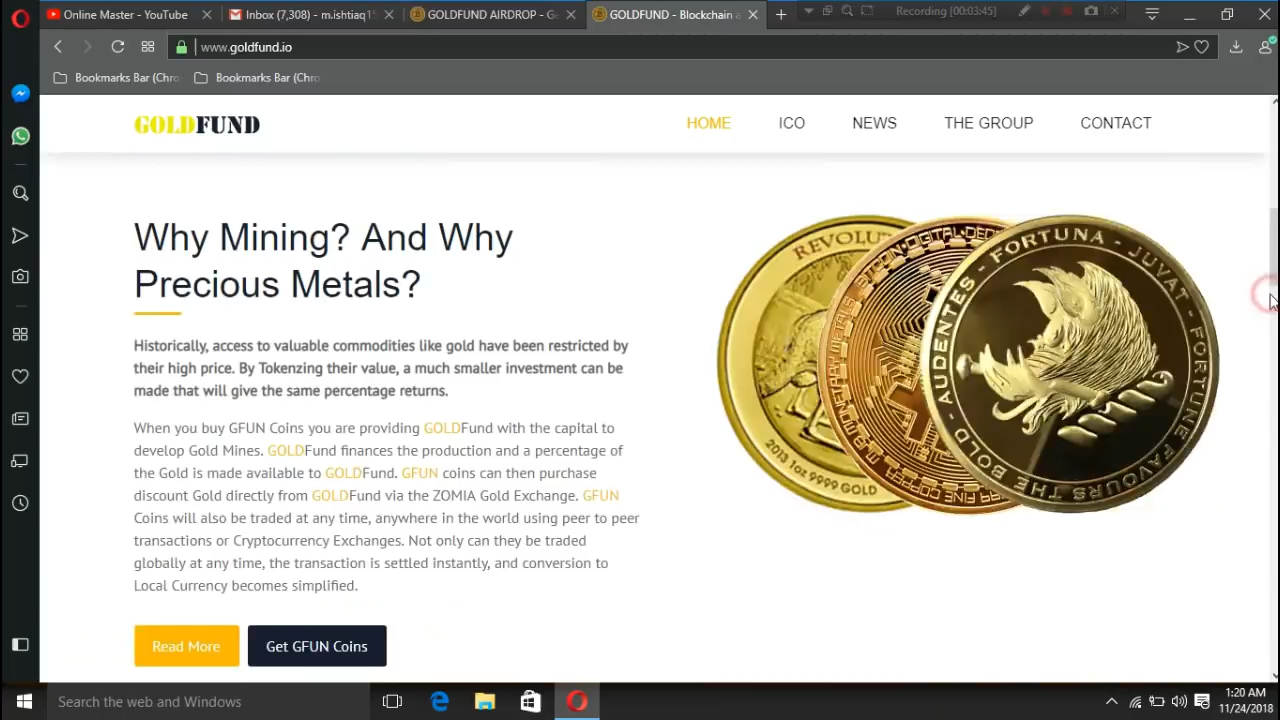 Online Master - YouTube
Inbox (7,308) - m.ishtiaq1
GOLDFUND AIRDROP - G
GOLDFUND - Blockchain a
Recording [00:03:45]
www.goldfund.io
Bookmarks Bar (Chro
Bookmarks Bar (Chro
GOLDFUND
HOME
ICO
NEWS
THE GROUP
CONTACT
Why Mining? And Why
Precious Metals?
Historically, access to valuable commodities like gold have been restricted by
their high price. By Tokenzing their value, a much smaller investment can be
made that will give the same percentage returns.
When you buy GFUN Coins you are providing GOLDFund with the capital to
develop Gold Mines. GOLDFund finances the production and a percentage of
the Gold is made available to GOLDFund. GFUN coins can then purchase
discount Gold directly from GOLDFund via the ZOMIA Gold Exchange. GFUN
Coins will also be traded at any time, anywhere in the world using peer to peer
transactions or Cryptocurrency Exchanges. Not only can they be traded
globally at any time, the transaction is settled instantly, and conversion to
Local Currency becomes simplified.
Read More
Get GFUN Coins
REVOLU
2013 1oz 9999 GOLD
BITCOIN DIGITAL DEC
FINE COPPER
AUDENTES - FORTUNA - JUVAT - FORTUNE FAVOURS THE BOLD -
Search the web and Windows
1:20 AM
11/24/2018